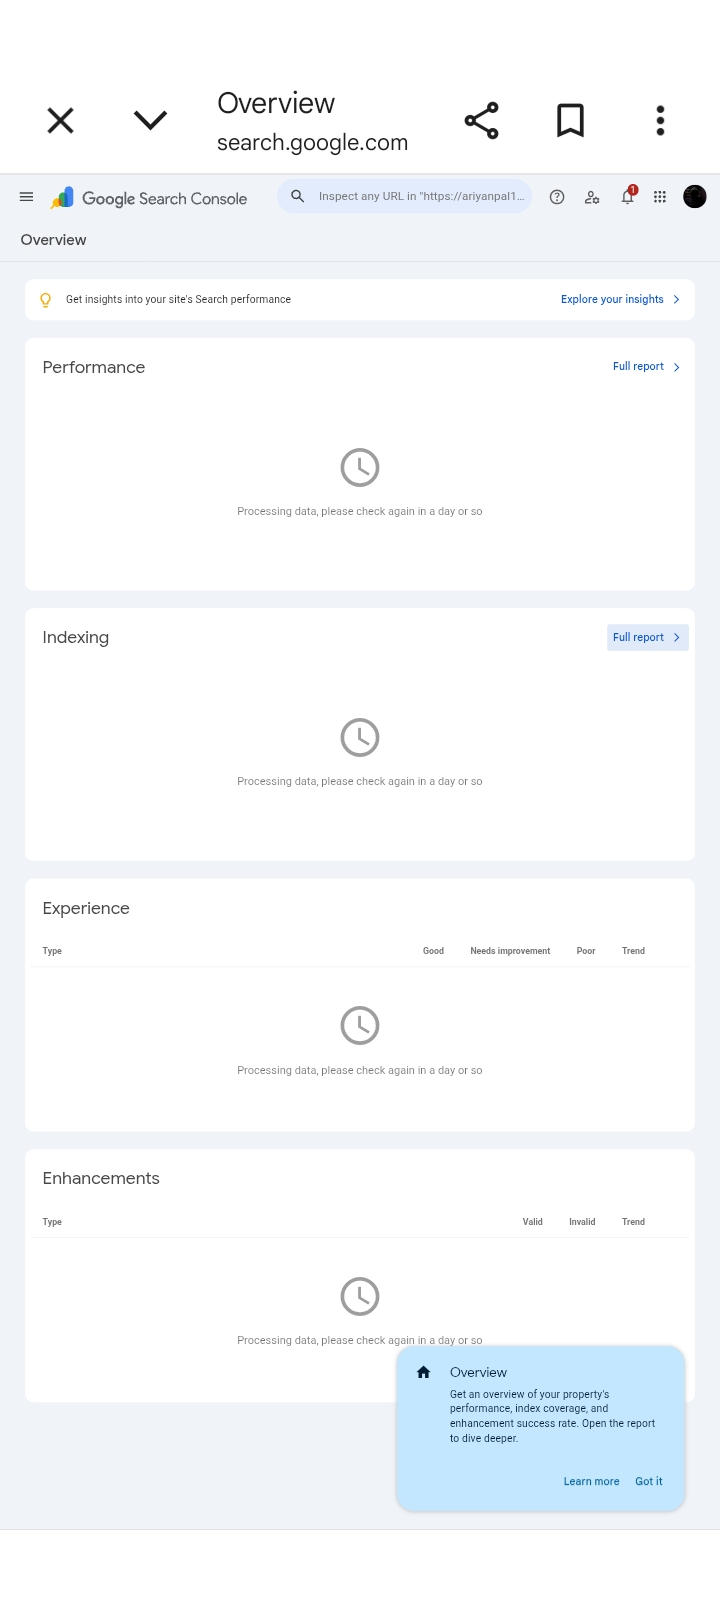 Overview
search.google.com
Google Search Console
Inspect any URL in "https://ariyanpal1...
1
Overview
Get insights into your site's Search performance
Explore your insights
Performance
Full report
Processing data, please check again in a day or so
Indexing
Full report
Processing data, please check again in a day or so
Experience
Type Good Needs improvement Poor Trend
Processing data, please check again in a day or so
Enhancements
Type Valid Invalid Trend
Processing data, please check again in a day or so
Overview
Get an overview of your property's
performance, index coverage, and
enhancement success rate. Open the report
to dive deeper.
Learn more Got it